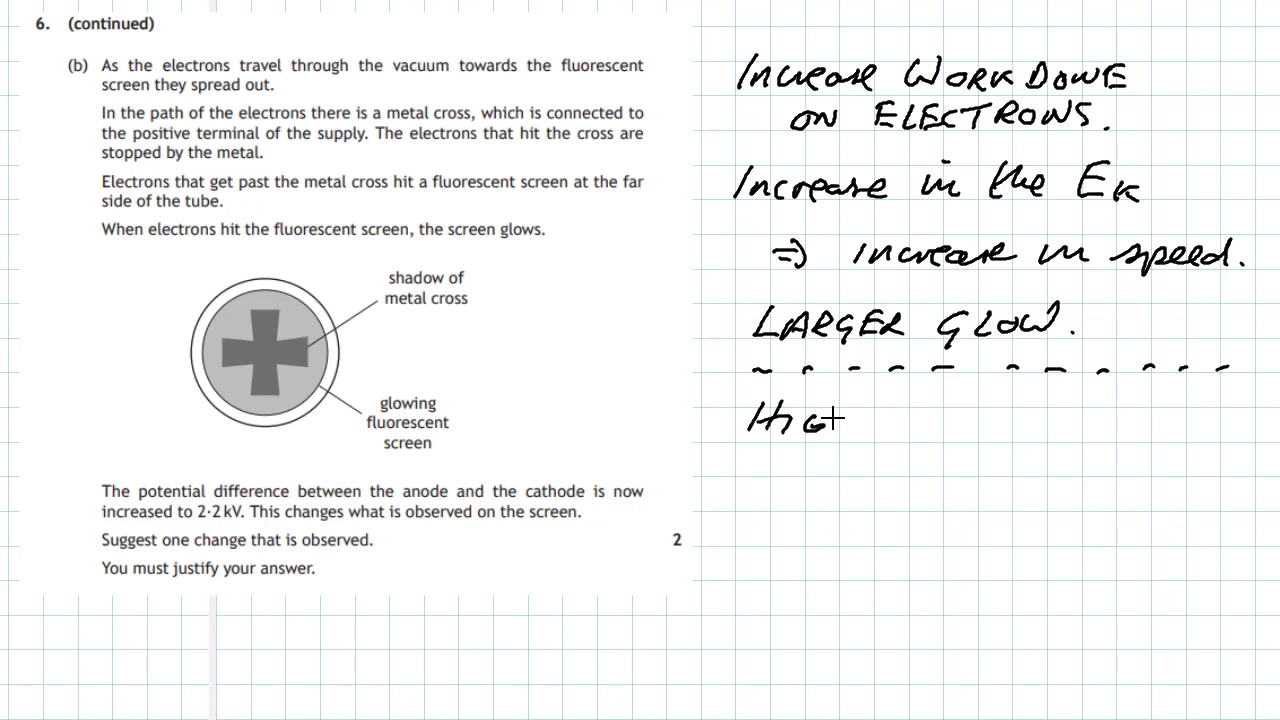 6. (continued)
(b) As the electrons travel through the vacuum towards the fluorescent
screen they spread out.
In the path of the electrons there is a metal cross, which is connected to
the positive terminal of the supply. The electrons that hit the cross are
stopped by the metal.
Electrons that get past the metal cross hit a fluorescent screen at the far
side of the tube.
When electrons hit the fluorescent screen, the screen glows.
shadow of
metal cross
glowing
fluorescent
screen
The potential difference between the anode and the cathode is now
increased to 2·2 kV. This changes what is observed on the screen.
Suggest one change that is observed. 2
You must justify your answer.
Increase WORK DONE
ON ELECTRONS.
Increase in the EK
=> increase in speed.
LARGER GLOW.